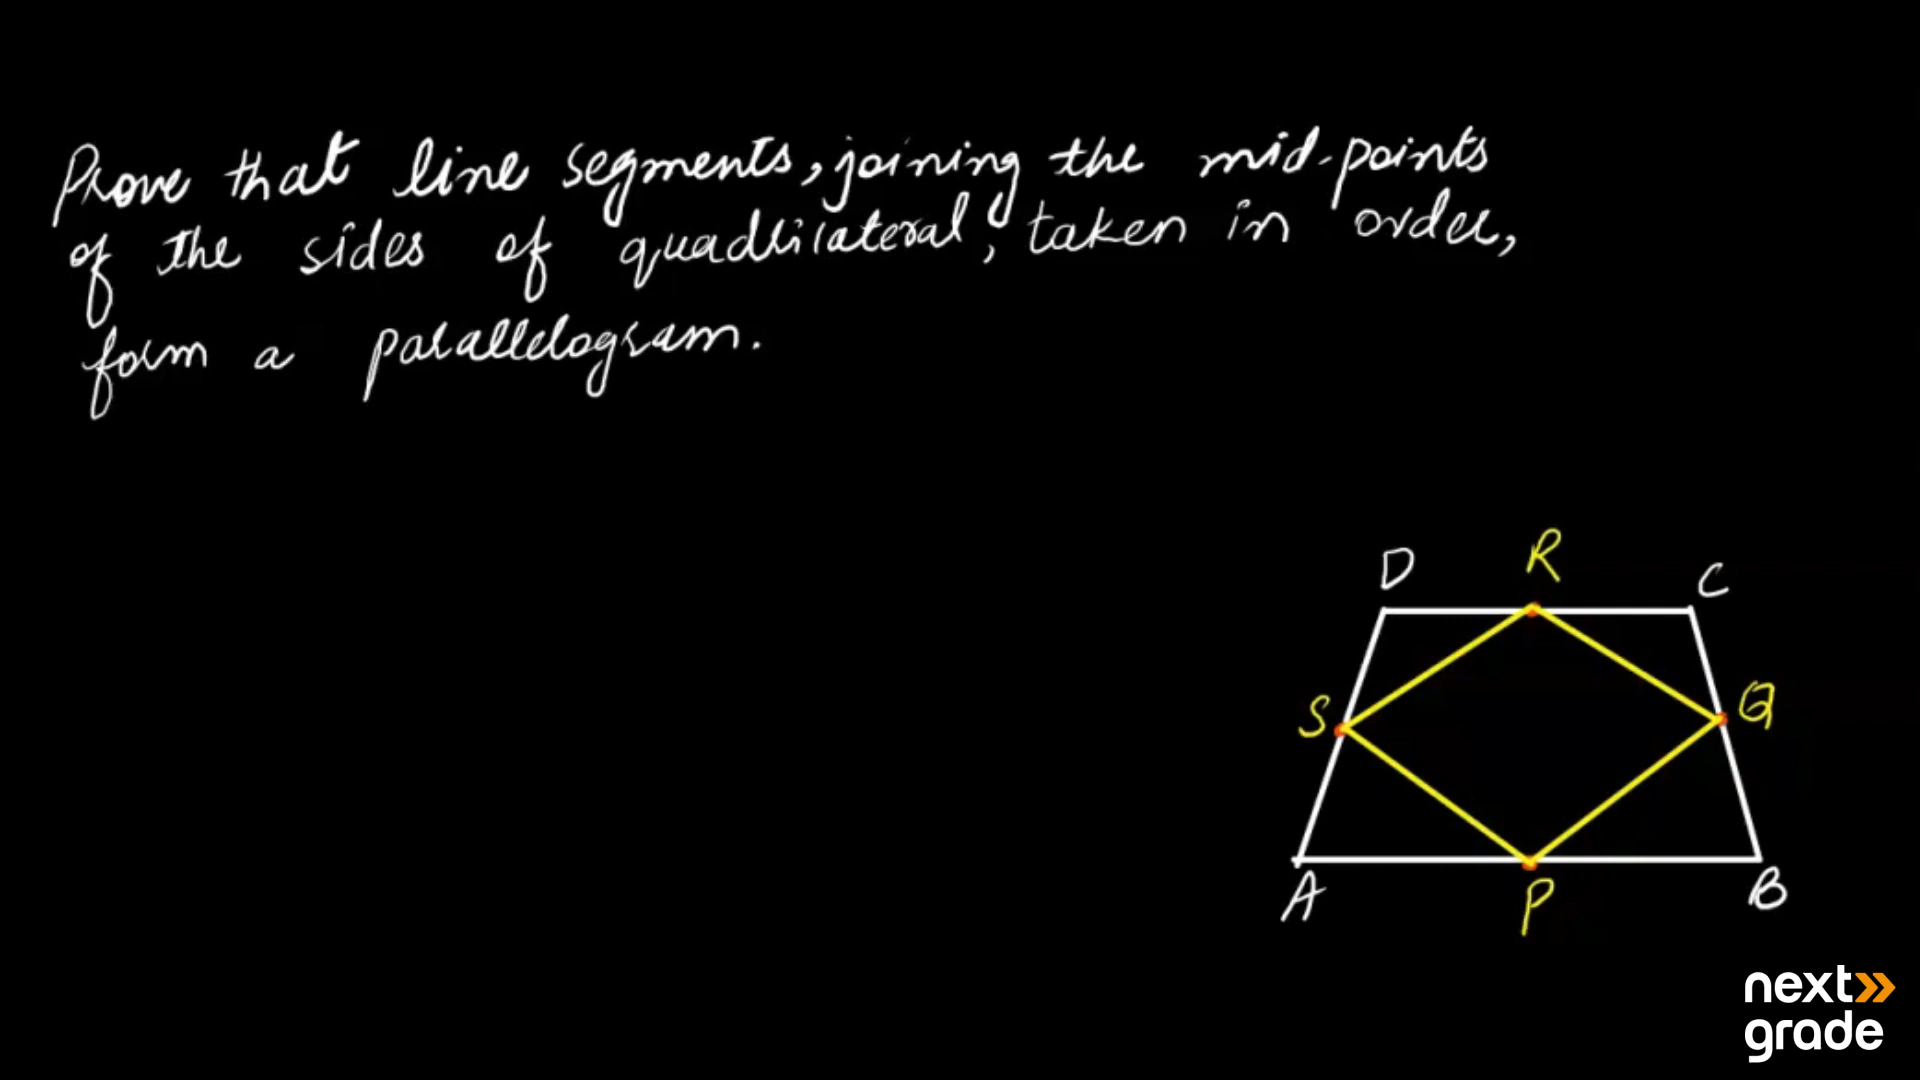 Prove that line segments, joining the mid-points
of the sides of quadrilateral, taken in order,
form a parallelogram.
D R C
S Q
A P B
next
grade